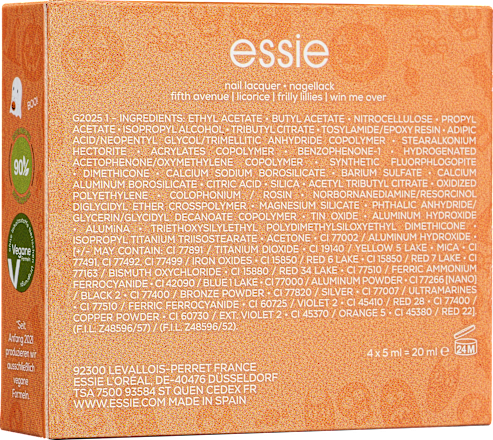 essie
nail lacquer • nagellack
fifth avenue | licorice | frilly lillies | win me over
G2025 1 – INGREDIENTS: ETHYL ACETATE • BUTYL ACETATE • NITROCELLULOSE • PROPYL
ACETATE • ISOPROPYL ALCOHOL • TRIBUTYL CITRATE • TOSYLAMIDE/EPOXY RESIN • ADIPIC
ACID/NEOPENTYL GLYCOL/TRIMELLITIC ANHYDRIDE COPOLYMER • STEARALKONIUM
HECTORITE • ACRYLATES COPOLYMER • BENZOPHENONE-1 • HYDROGENATED
ACETOPHENONE/OXYMETHYLENE COPOLYMER • SYNTHETIC FLUORPHLOGOPITE
• DIMETHICONE • CALCIUM SODIUM BOROSILICATE • BARIUM SULFATE • CALCIUM
ALUMINUM BOROSILICATE • CITRIC ACID • SILICA • ACETYL TRIBUTYL CITRATE • OXIDIZED
POLYETHYLENE • COLOPHONIUM / ROSIN • NORBORNANEDIAMINE/RESORCINOL
DIGLYCIDYL ETHER CROSSPOLYMER • MAGNESIUM SILICATE • PHTHALIC ANHYDRIDE/
GLYCERIN/GLYCIDYL DECANOATE COPOLYMER • TIN OXIDE • ALUMINUM HYDROXIDE
• ALUMINA • TRIETHOXYSILYLETHYL POLYDIMETHYLSILOXYETHYL DIMETHICONE •
ISOPROPYL TITANIUM TRIISOSTEARATE • ACETONE • CI 77002 / ALUMINUM HYDROXIDE •
[+/- MAY CONTAIN. CI 77891 / TITANIUM DIOXIDE • CI 19140 / YELLOW 5 LAKE • MICA • CI
77491, CI 77492, CI 77499 / IRON OXIDES • CI 15850 / RED 6 LAKE • CI 15850 / RED 7 LAKE • CI
77163 / BISMUTH OXYCHLORIDE • CI 15880 / RED 34 LAKE • CI 77510 / FERRIC AMMONIUM
FERROCYANIDE • CI 42090 / BLUE 1 LAKE • CI 77000 / ALUMINUM POWDER • CI 77266 [NANO]
/ BLACK 2 • CI 77400 / BRONZE POWDER • CI 77820 / SILVER • CI 77007 / ULTRAMARINES
• CI 77510 / FERRIC FERROCYANIDE • CI 60725 / VIOLET 2 • CI 45410 / RED 28 • CI 77400 /
COPPER POWDER • CI 60730 / EXT. VIOLET 2 • CI 45370 / ORANGE 5 • CI 45380 / RED 22].
(F.I.L. Z48596/57) / (F.I.L. Z48597/52).
4 x 5 ml = 20 ml ℮
24 M
92300 LEVALLOIS-PERRET FRANCE
ESSIE L'ORÉAL, DE-40476 DÜSSELDORF
TSA 75000 93584 ST QUEN CEDEX FR
WWW.ESSIE.COM MADE IN SPAIN
BOO!
90%
Vegane
*Seit
Anfang 2021
produzieren wir
ausschließlich
vegane
Formeln.